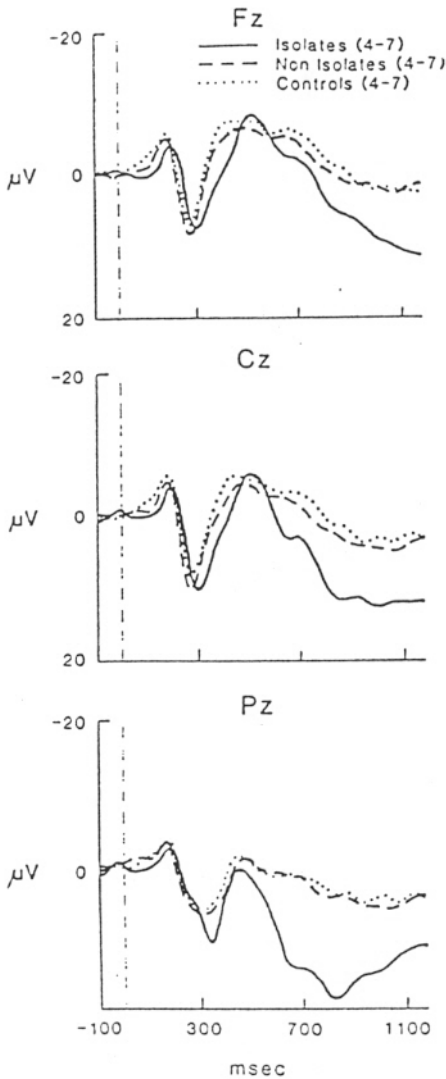 Fz
-20
Isolates (4-7)
Non Isolates (4-7)
Controls (4-7)
μV
0
20
Cz
-20
μV
0
20
Pz
-20
μV
0
-100 300 700 1100
msec